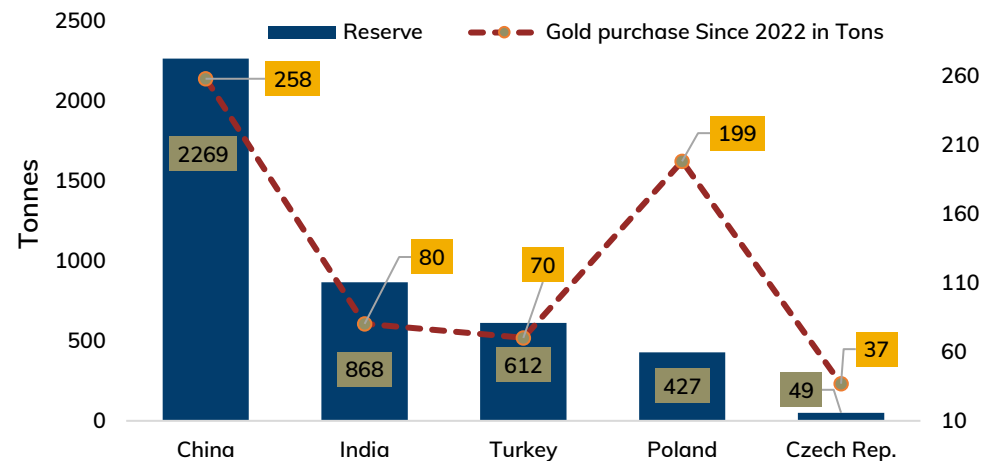 2500
Reserve
Gold purchase Since 2022 in Tons
258
260
2000
2269
210
199
1500
160
Tonnes
1000
80
70
110
500
868
612
427
60
37
49
0
10
China
India
Turkey
Poland
Czech Rep.